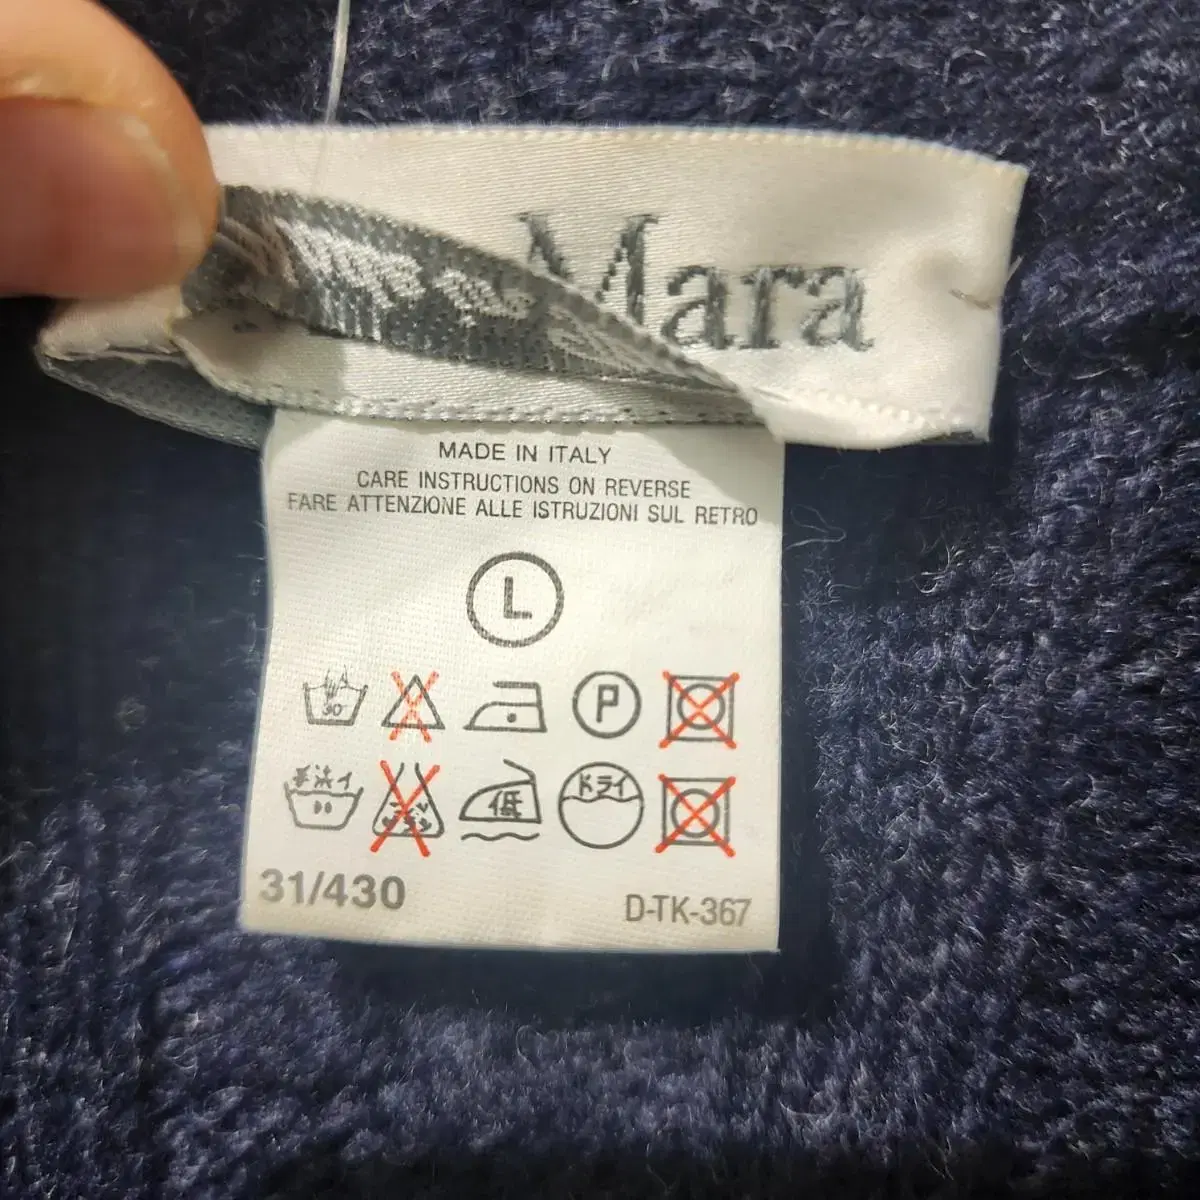 Mara
MADE IN ITALY
CARE INSTRUCTIONS ON REVERSE
FARE ATTENZIONE ALLE ISTRUZIONI SUL RETRO
L
30° P
手洗イ 低 ドライ
31/430 D-TK-367